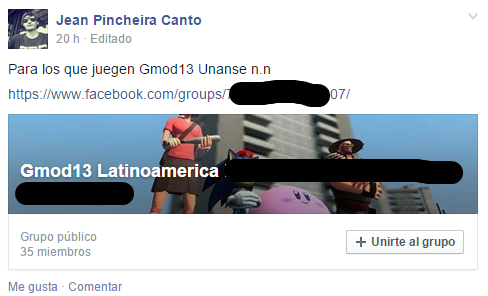 Jean Pincheira Canto
20 h · Editado
Para los que juegen Gmod13 Unanse n.n
https://www.facebook.com/groups/ 07/
Gmod13 Latinoamerica
Grupo público
35 miembros
+ Unirte al grupo
Me gusta · Comentar